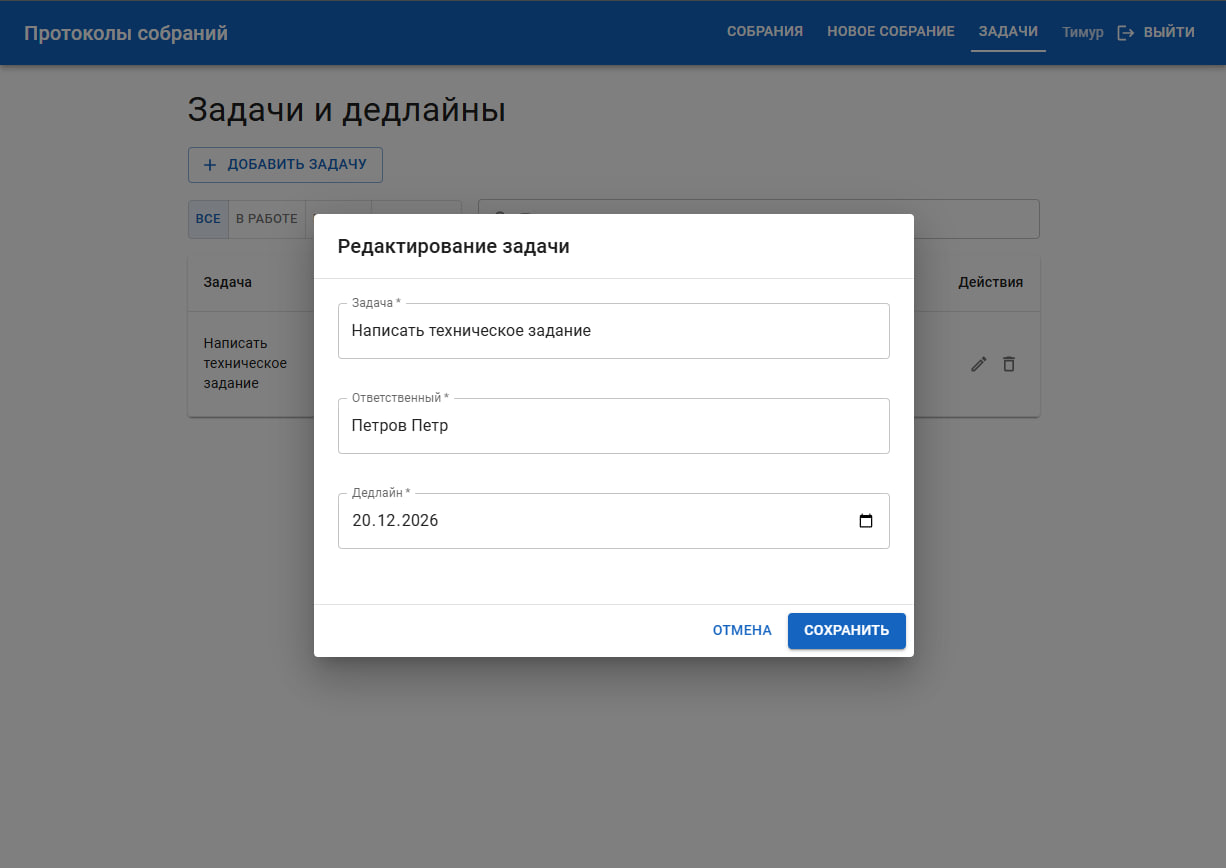 Протоколы собраний
СОБРАНИЯ
НОВОЕ СОБРАНИЕ
ЗАДАЧИ
Тимур
ВЫЙТИ
Задачи и дедлайны
ДОБАВИТЬ ЗАДАЧУ
ВСЕ
В РАБОТЕ
Редактирование задачи
Задача
Действия
Задача *
Написать техническое задание
Написать
техническое
задание
Ответственный *
Петров Петр
Дедлайн *
20.12.2026
ОТМЕНА
СОХРАНИТЬ